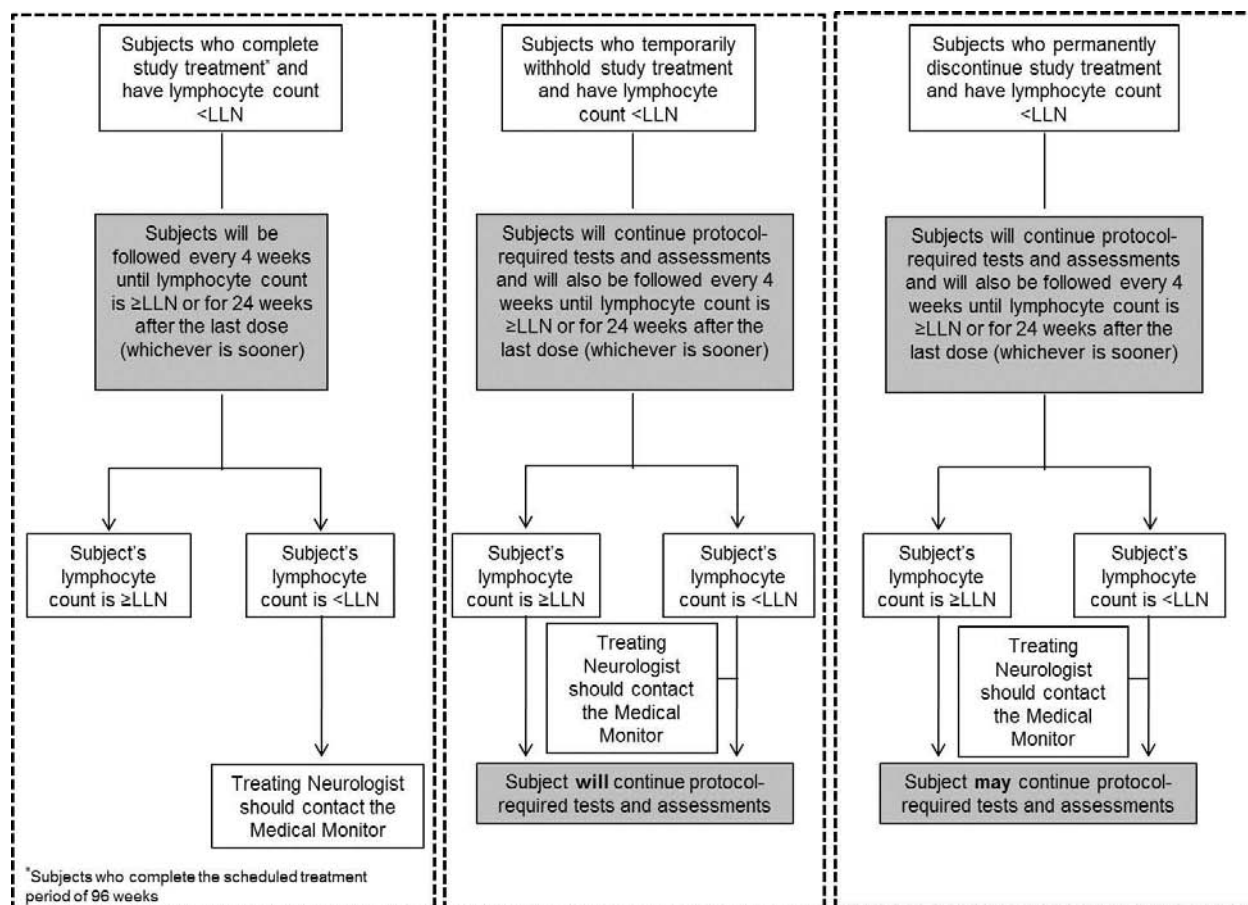 Subjects who complete
study treatment* and
have lymphocyte count
<LLN
Subjects will be
followed every 4 weeks
until lymphocyte count
is ≥LLN or for 24 weeks
after the last dose
(whichever is sooner)
Subject's
lymphocyte
count is ≥LLN
Subject's
lymphocyte
count is <LLN
Treating Neurologist
should contact the
Medical Monitor
*Subjects who complete the scheduled treatment
period of 96 weeks
Subjects who temporarily
withhold study treatment
and have lymphocyte
count <LLN
Subjects will continue protocol-
required tests and assessments
and will also be followed every 4
weeks until lymphocyte count is
≥LLN or for 24 weeks after the
last dose (whichever is sooner)
Subject's
lymphocyte
count is ≥LLN
Subject's
lymphocyte
count is <LLN
Treating
Neurologist
should contact
the Medical
Monitor
Subject will continue protocol-
required tests and assessments
Subjects who permanently
discontinue study treatment
and have lymphocyte count
<LLN
Subjects will continue protocol-
required tests and assessments
and will also be followed every 4
weeks until lymphocyte count is
≥LLN or for 24 weeks after the
last dose (whichever is sooner)
Subject's
lymphocyte
count is ≥LLN
Subject's
lymphocyte
count is <LLN
Treating
Neurologist
should contact
the Medical
Monitor
Subject may continue protocol-
required tests and assessments